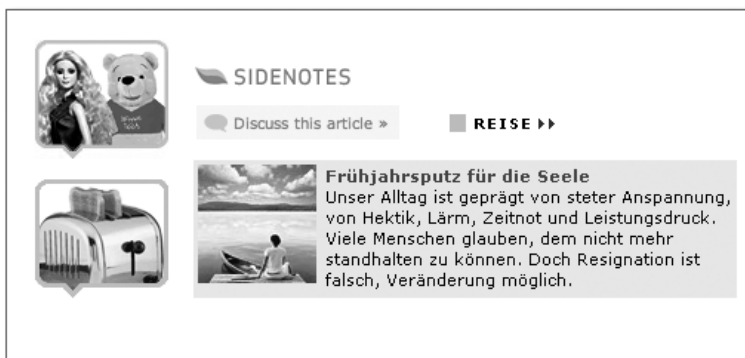 SIDENOTES
Discuss this article »
REISE
Frühjahrsputz für die Seele
Unser Alltag ist geprägt von steter Anspannung,
von Hektik, Lärm, Zeitnot und Leistungsdruck.
Viele Menschen glauben, dem nicht mehr
standhalten zu können. Doch Resignation ist
falsch, Veränderung möglich.